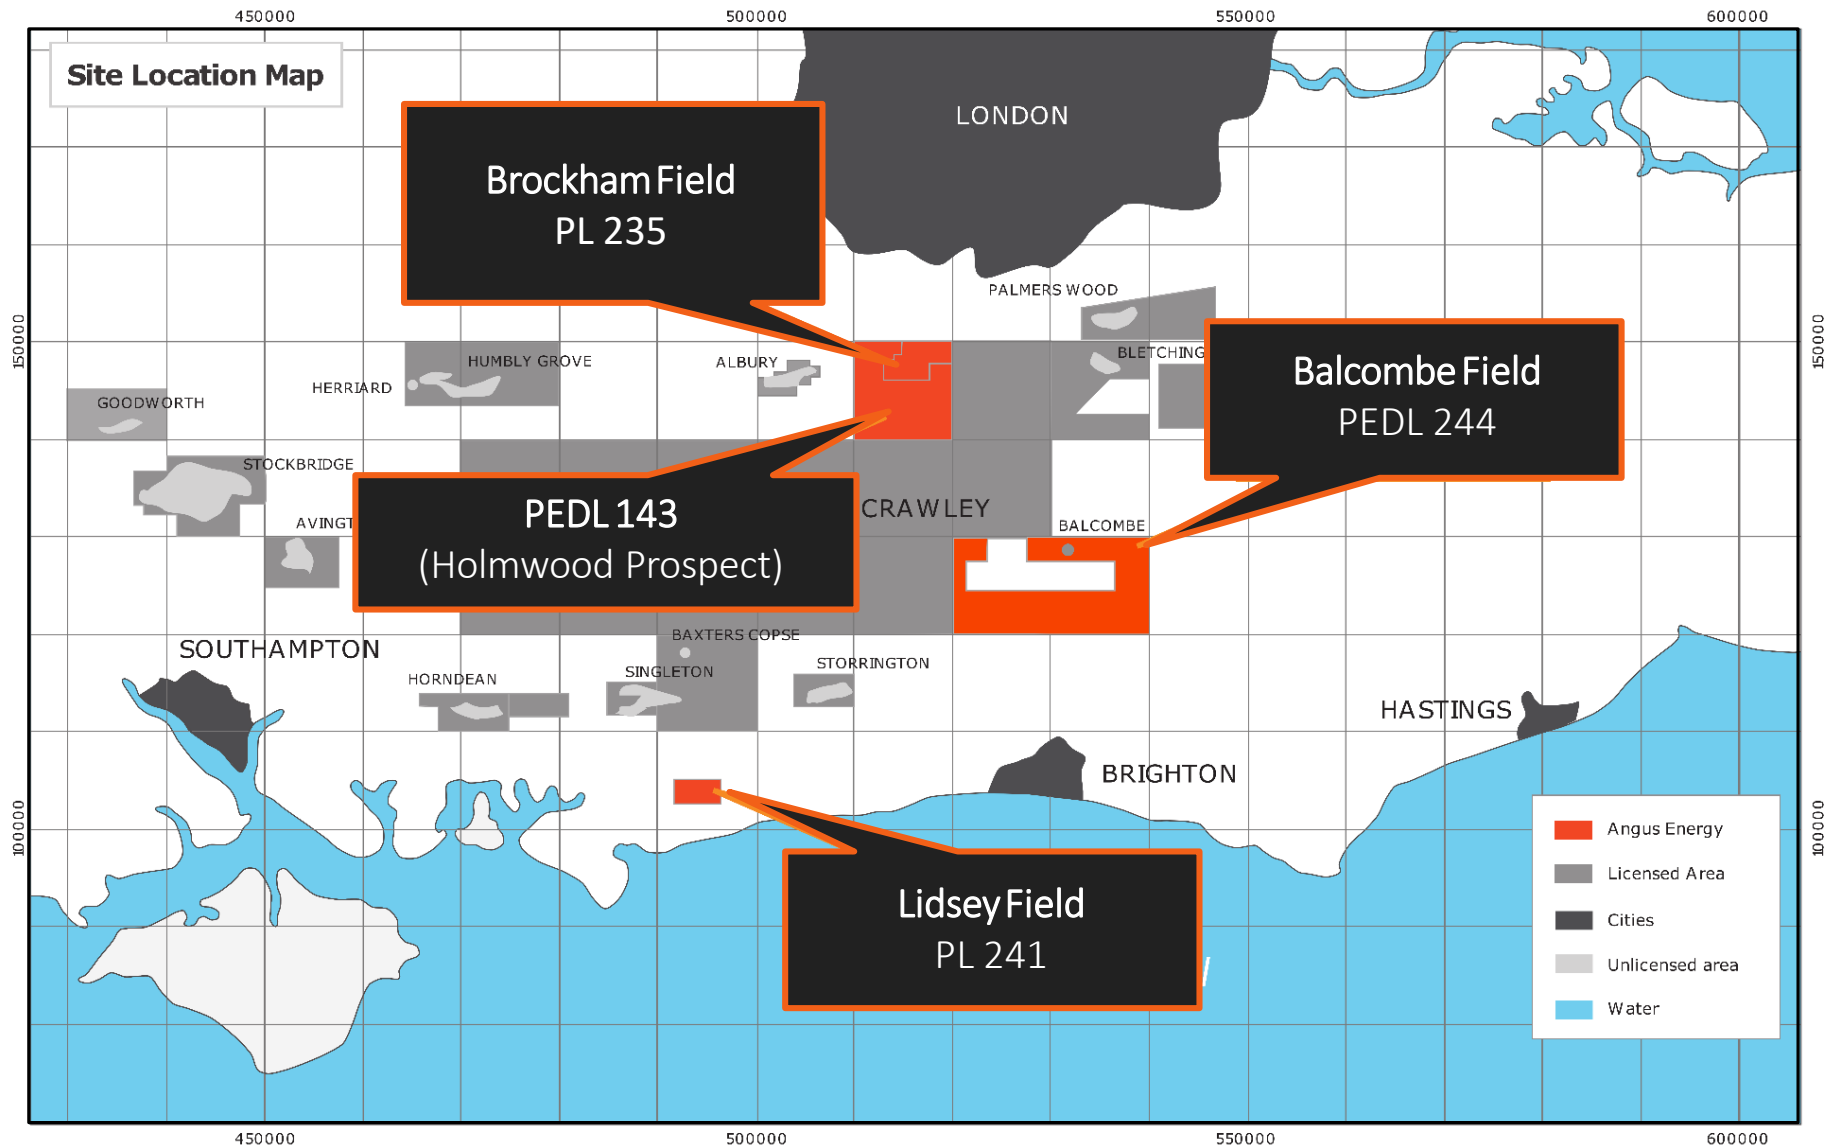 450000
500000
550000
600000
Site Location Map
LONDON
Brockham Field
PL 235
PALMERS WOOD
150000
150000
HUMBLY GROVE
ALBURY
BLETCHING
HERRIARD
Balcombe Field
PEDL 244
GOODWORTH
STOCKBRIDGE
AVINGT
PEDL 143
(Holmwood Prospect)
CRAWLEY
BALCOMBE
BAXTERS COPSE
SOUTHAMPTON
HORNDEAN
SINGLETON
STORRINGTON
HASTINGS
BRIGHTON
100000
100000
Lidsey Field
PL 241
Angus Energy
Licensed Area
Cities
Unlicensed area
Water
450000
500000
550000
600000